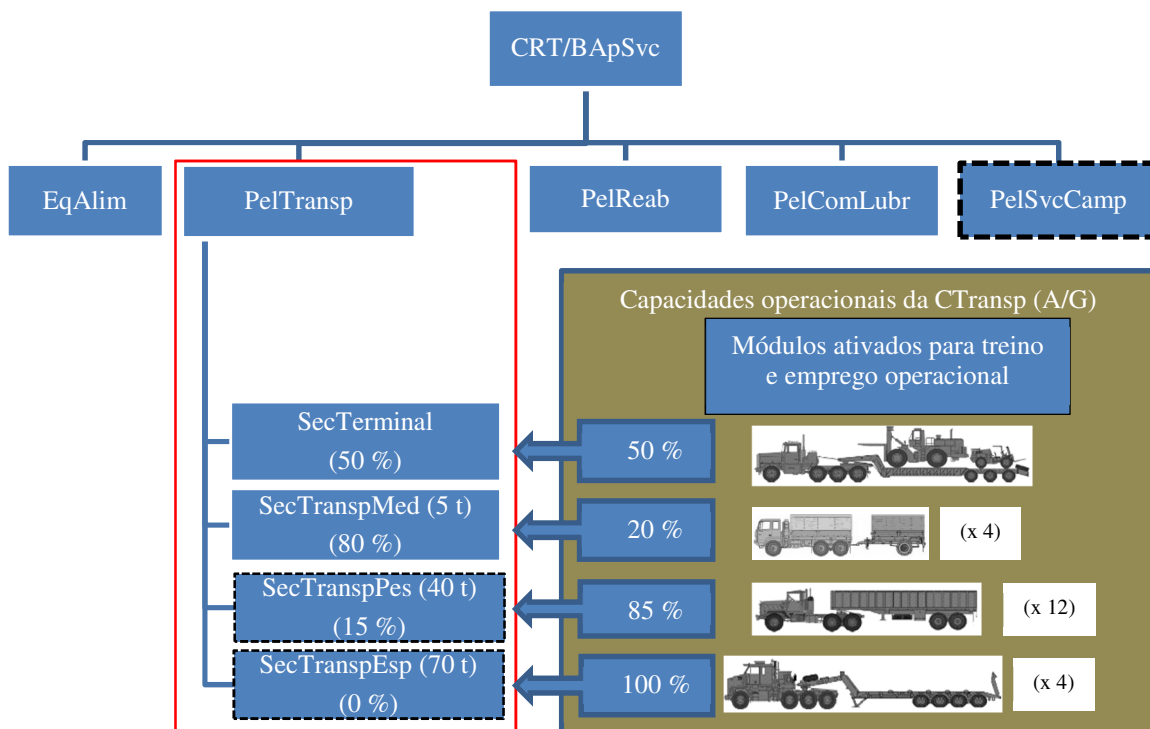 CRT/BApSvc
EqAlim
PelTransp
PelReab
PelComLubr
PelSvcCamp
Capacidades operacionais da CTransp (A/G)
Módulos ativados para treino
e emprego operacional
SecTerminal
(50 %)
50 %
SecTranspMed (5 t)
(80 %)
20 %
(x 4)
SecTranspPes (40 t)
(15 %)
85 %
(x 12)
SecTranspEsp (70 t)
(0 %)
100 %
(x 4)